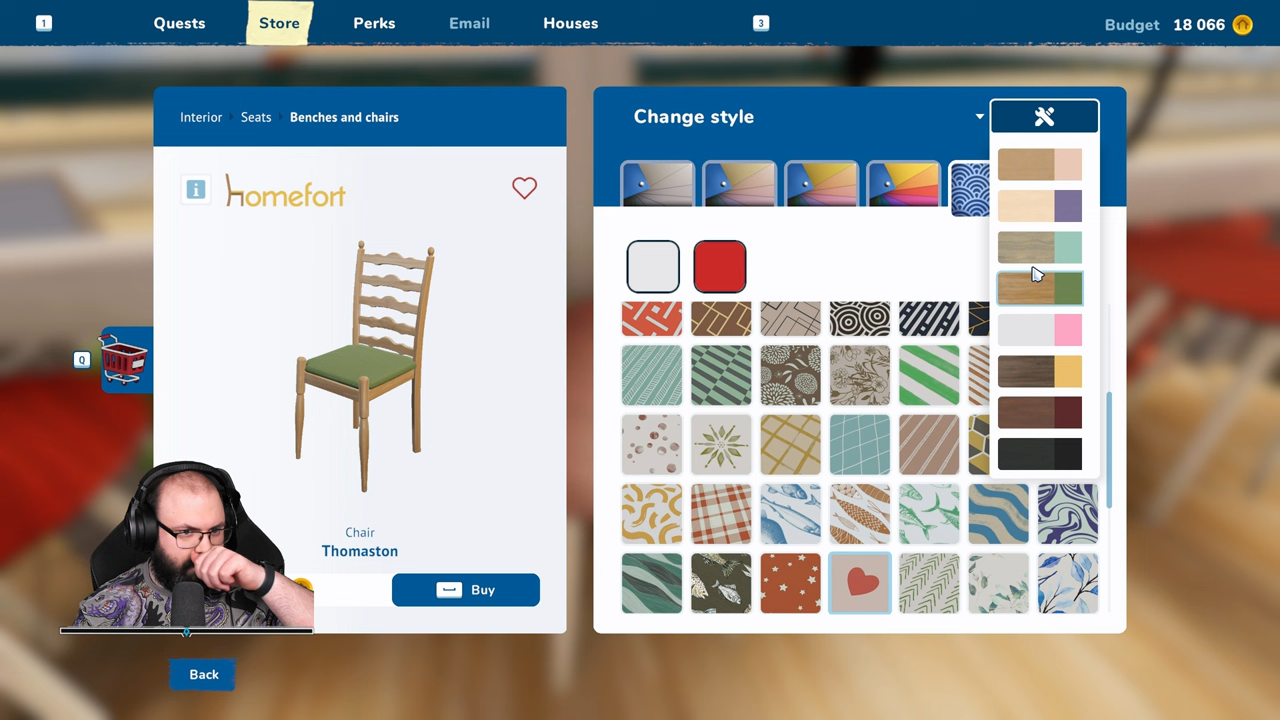 1
Quests
Store
Perks
Email
Houses
3
Budget 18 066
Interior
Seats
Benches and chairs
Change style
i
homefort
Q
Chair
Thomaston
Buy
Back